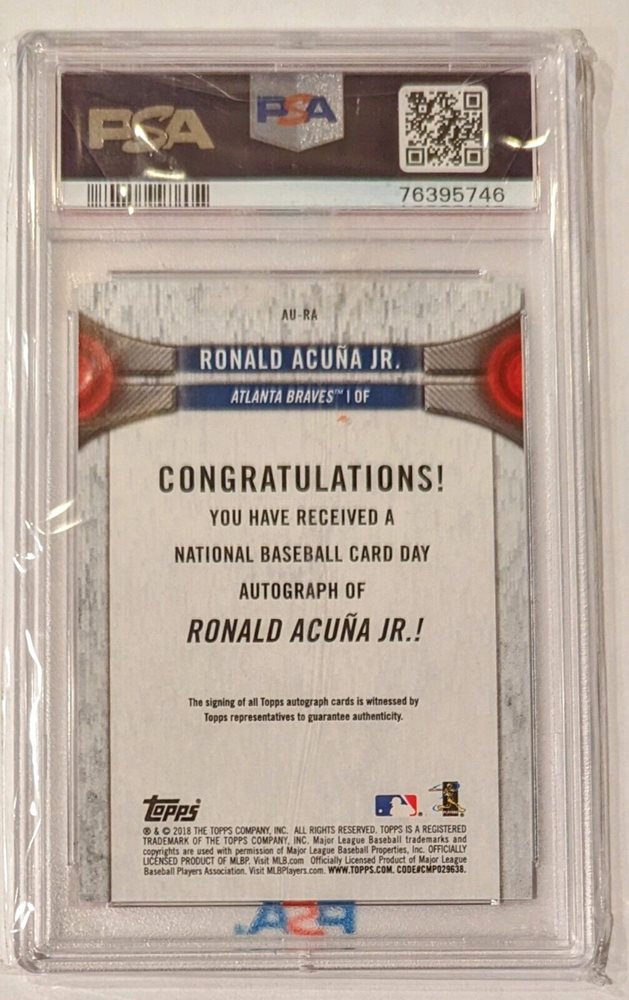 PSA
PSA
76395746
AU-RA
RONALD ACUÑA JR.
ATLANTA BRAVES™ | OF
CONGRATULATIONS!
YOU HAVE RECEIVED A
NATIONAL BASEBALL CARD DAY
AUTOGRAPH OF
RONALD ACUÑA JR.!
The signing of all Topps autograph cards is witnessed by
Topps representatives to guarantee authenticity.
topps
® & © 2018 THE TOPPS COMPANY, INC. ALL RIGHTS RESERVED. TOPPS IS A REGISTERED
TRADEMARK OF THE TOPPS COMPANY, INC. Major League Baseball trademarks and
copyrights are used with permission of Major League Baseball Properties, Inc. OFFICIALLY
LICENSED PRODUCT OF MLBP. Visit MLB.com Officially Licensed Product of Major League
Baseball Players Association. Visit MLBPlayers.com. WWW.TOPPS.COM. CODE#CMP029638.
PSA